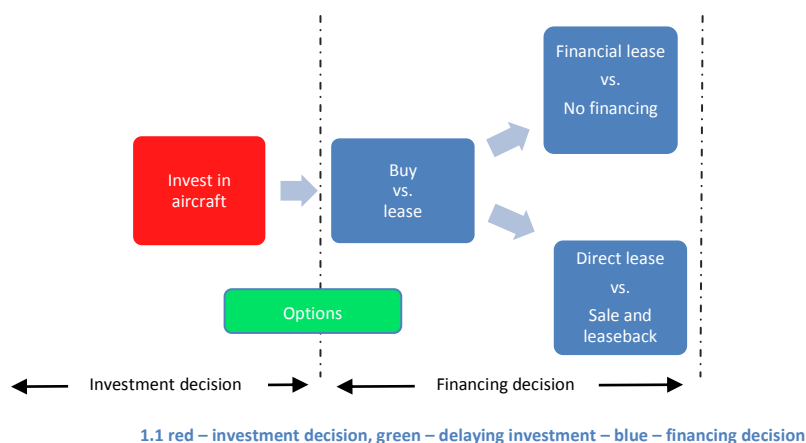 Financial lease
vs.
No financing
Invest in
aircraft
Buy
vs.
lease
Direct lease
vs.
Sale and
leaseback
Options
Investment decision
Financing decision
1.1 red – investment decision, green – delaying investment – blue – financing decision